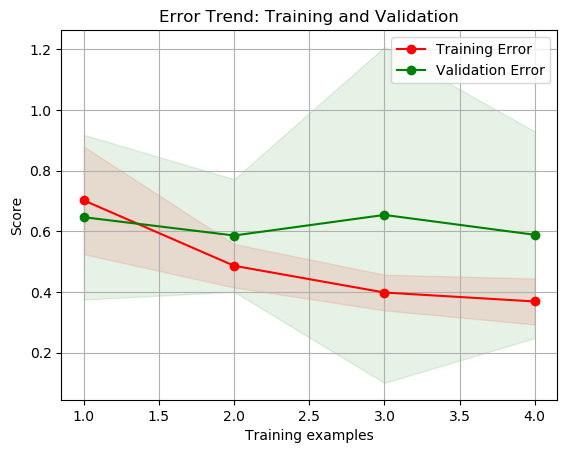 Error Trend: Training and Validation
Training Error
Validation Error
Score
1.2
1.0
0.8
0.6
0.4
0.2
1.0 1.5 2.0 2.5 3.0 3.5 4.0
Training examples